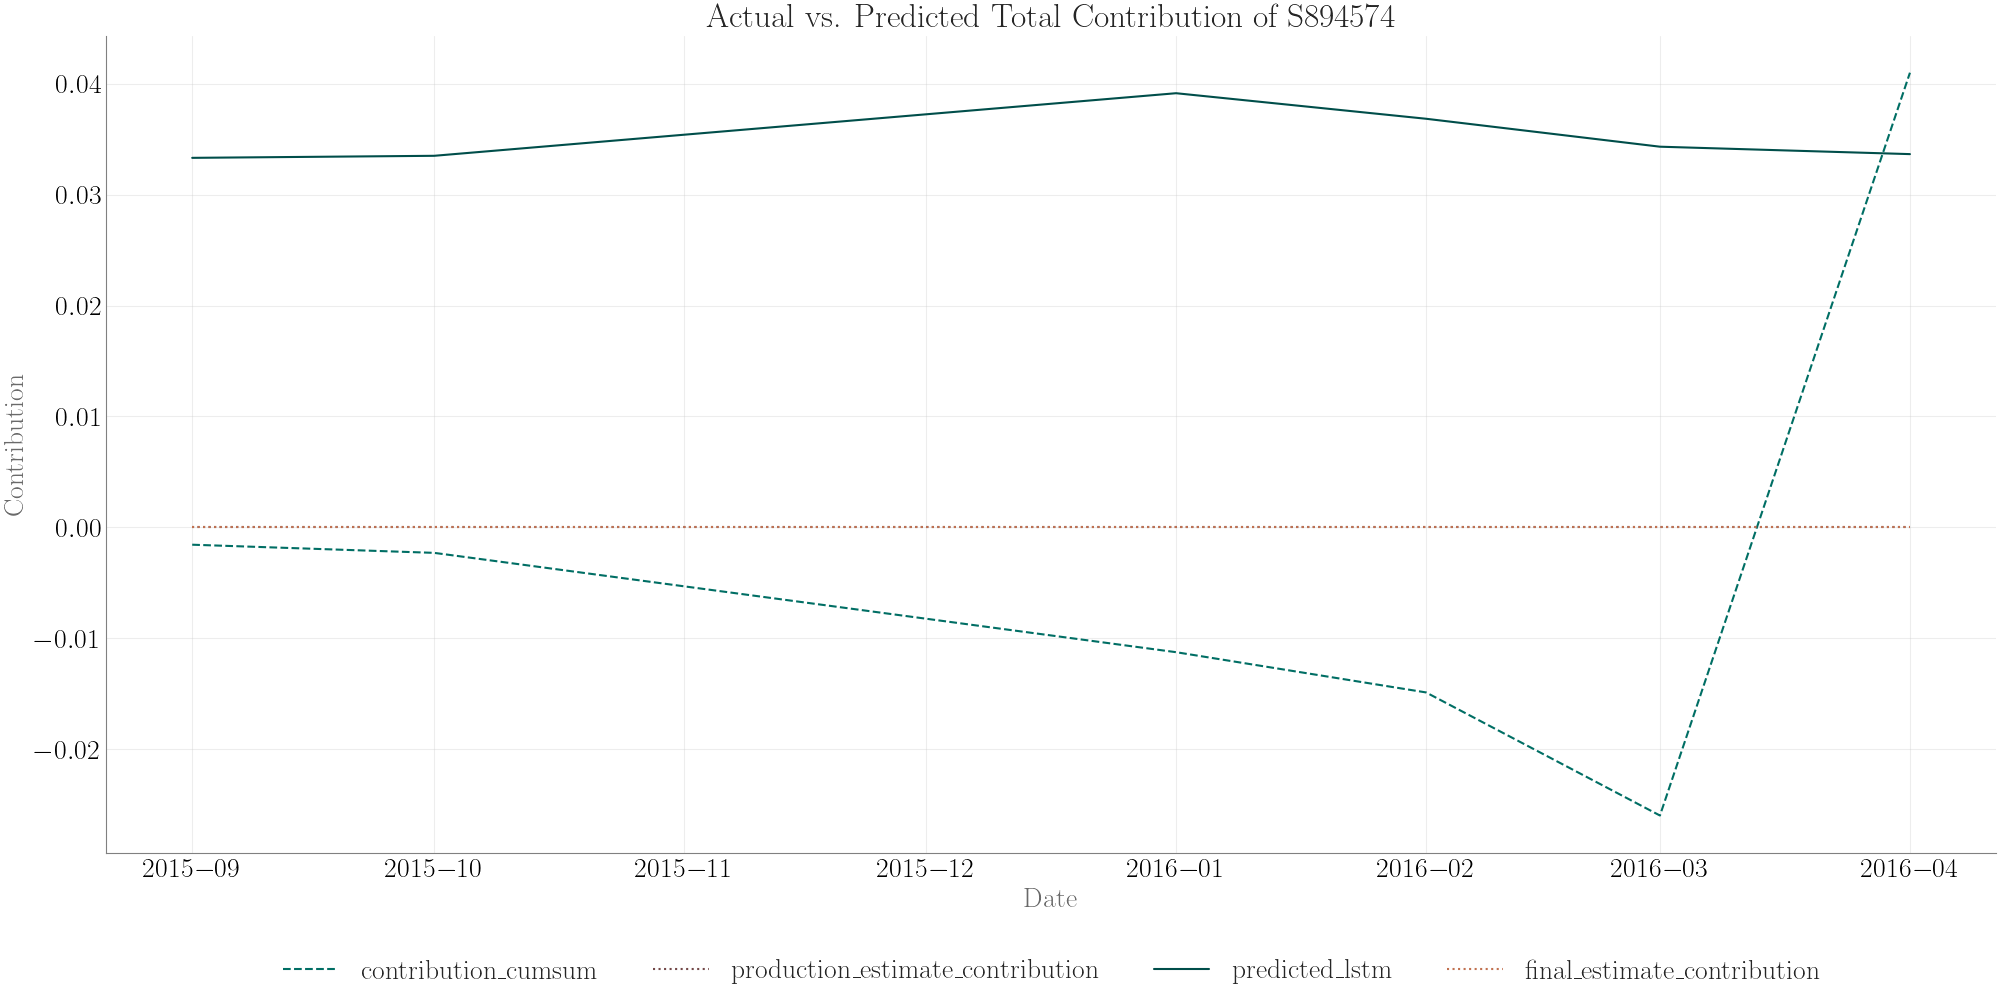 Actual vs. Predicted Total Contribution of S894574
0.04
0.03
0.02
0.01
0.00
−0.01
−0.02
Contribution
2015−09 2015−10 2015−11 2015−12 2016−01 2016−02 2016−03 2016−04
Date
contribution_cumsum production_estimate_contribution predicted_lstm final_estimate_contribution